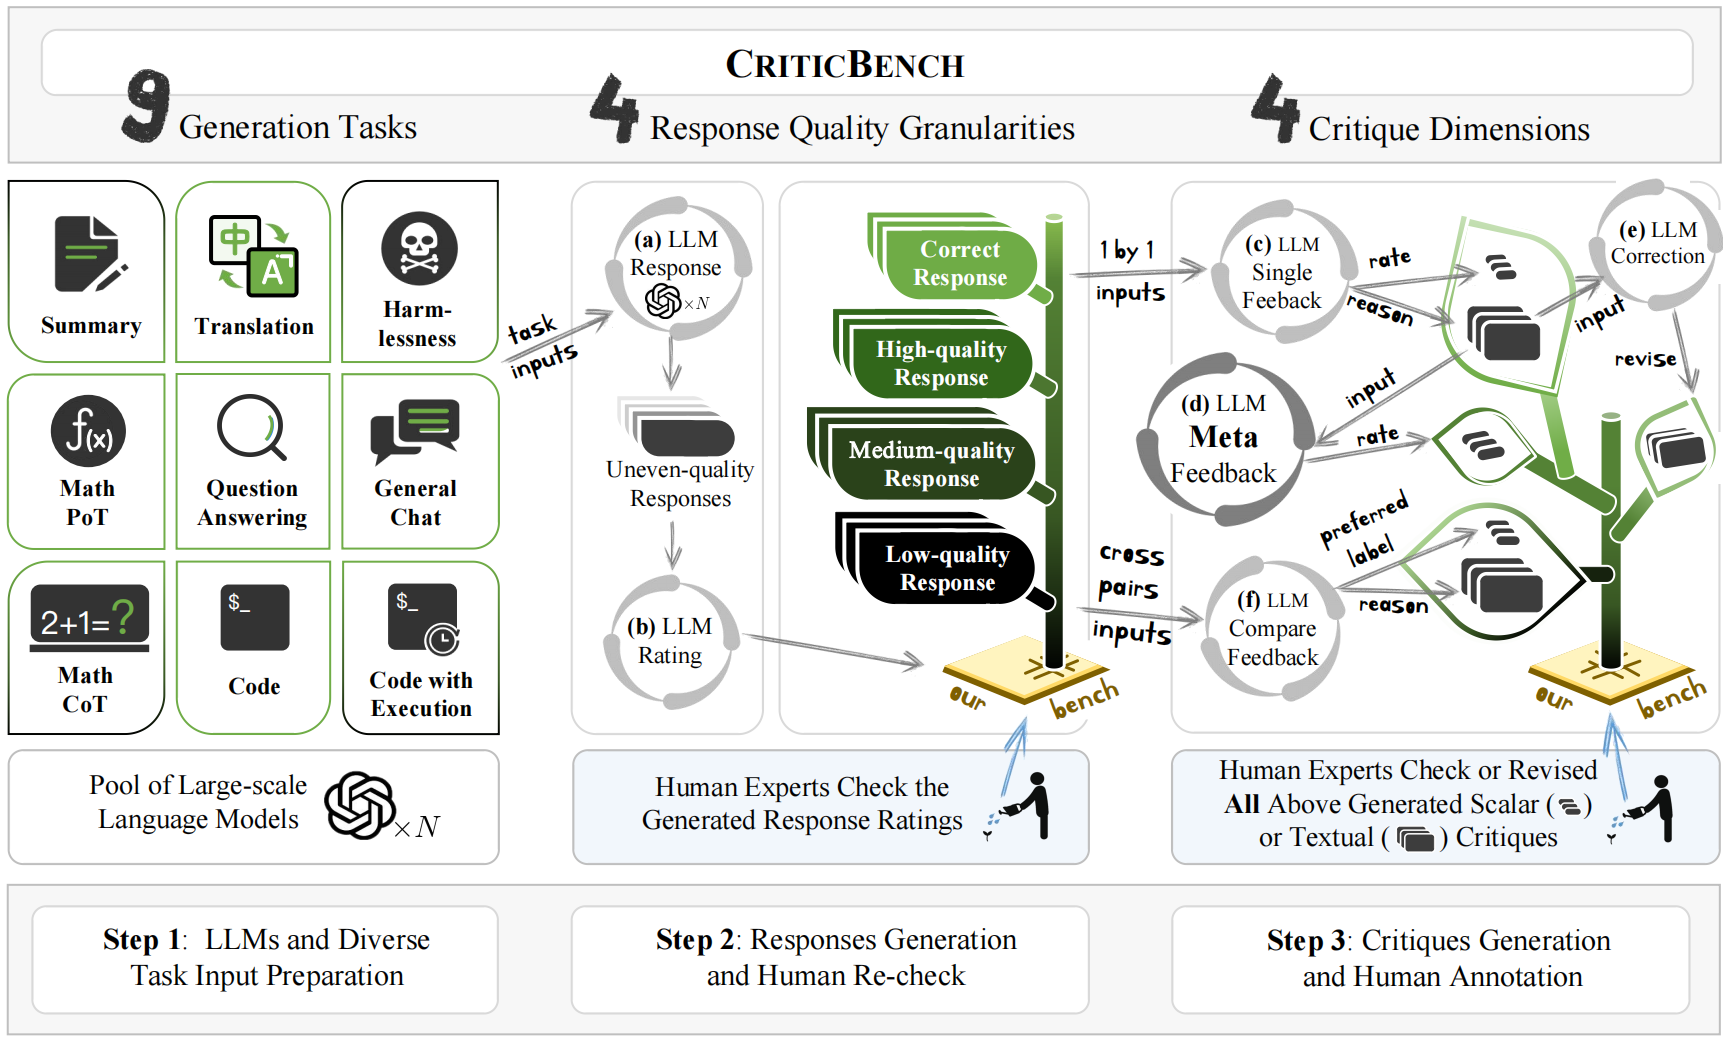 CRITICBENCH
9 Generation Tasks
4 Response Quality Granularities
4 Critique Dimensions
Summary
中
A
Translation
Harm-
lessness
f(x)
Math
PoT
Question
Answering
General
Chat
2+1=?
Math
CoT
$_
Code
$_
Code with
Execution
Pool of Large-scale
Language Models
×N
task
inputs
(a) LLM
Response
×N
Uneven-quality
Responses
(b) LLM
Rating
Correct
Response
High-quality
Response
Medium-quality
Response
Low-quality
Response
our bench
Human Experts Check the
Generated Response Ratings
1 by 1
inputs
cross
pairs
inputs
(c) LLM
Single
Feeback
rate
reason
input
(e) LLM
Correction
revise
input
(d) LLM
Meta
Feedback
rate
(f) LLM
Compare
Feedback
preferred
label
reason
our bench
Human Experts Check or Revised
All Above Generated Scalar ( )
or Textual ( ) Critiques
Step 1: LLMs and Diverse
Task Input Preparation
Step 2: Responses Generation
and Human Re-check
Step 3: Critiques Generation
and Human Annotation